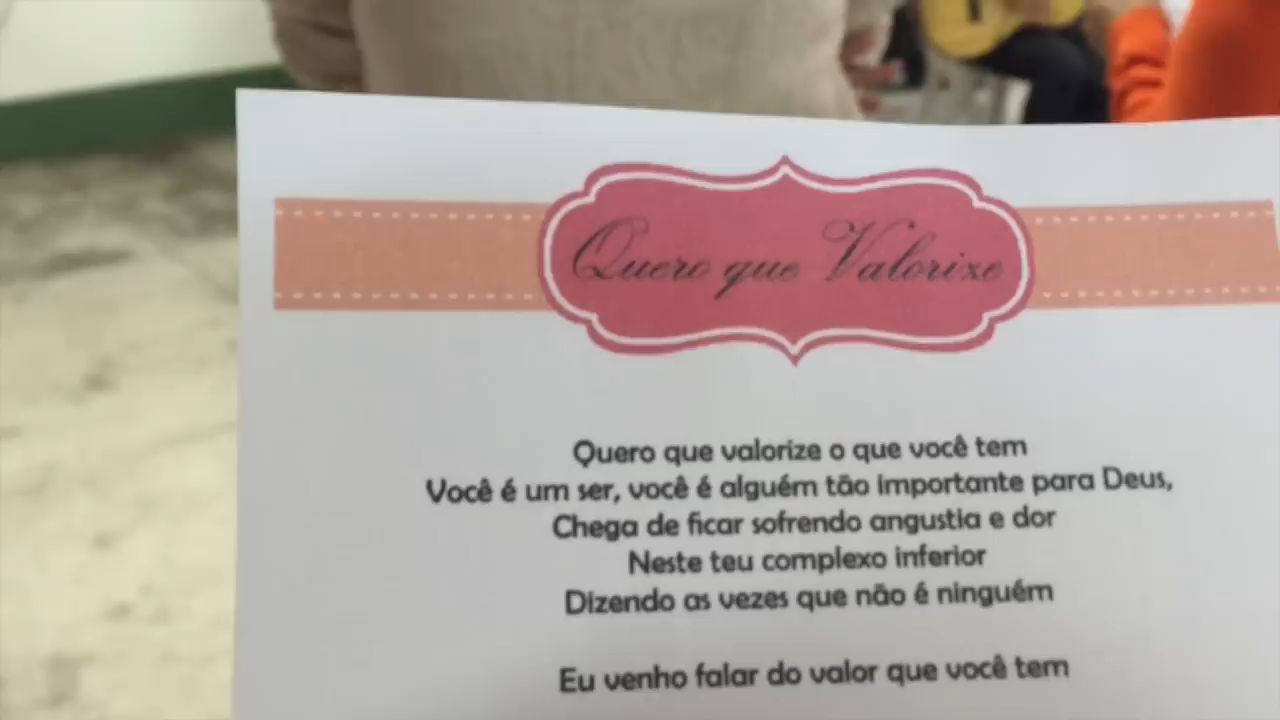 Quero que Valorize
Quero que valorize o que você tem
Você é um ser, você é alguém tão importante para Deus,
Chega de ficar sofrendo angustia e dor
Neste teu complexo inferior
Dizendo as vezes que não é ninguém
Eu venho falar do valor que você tem